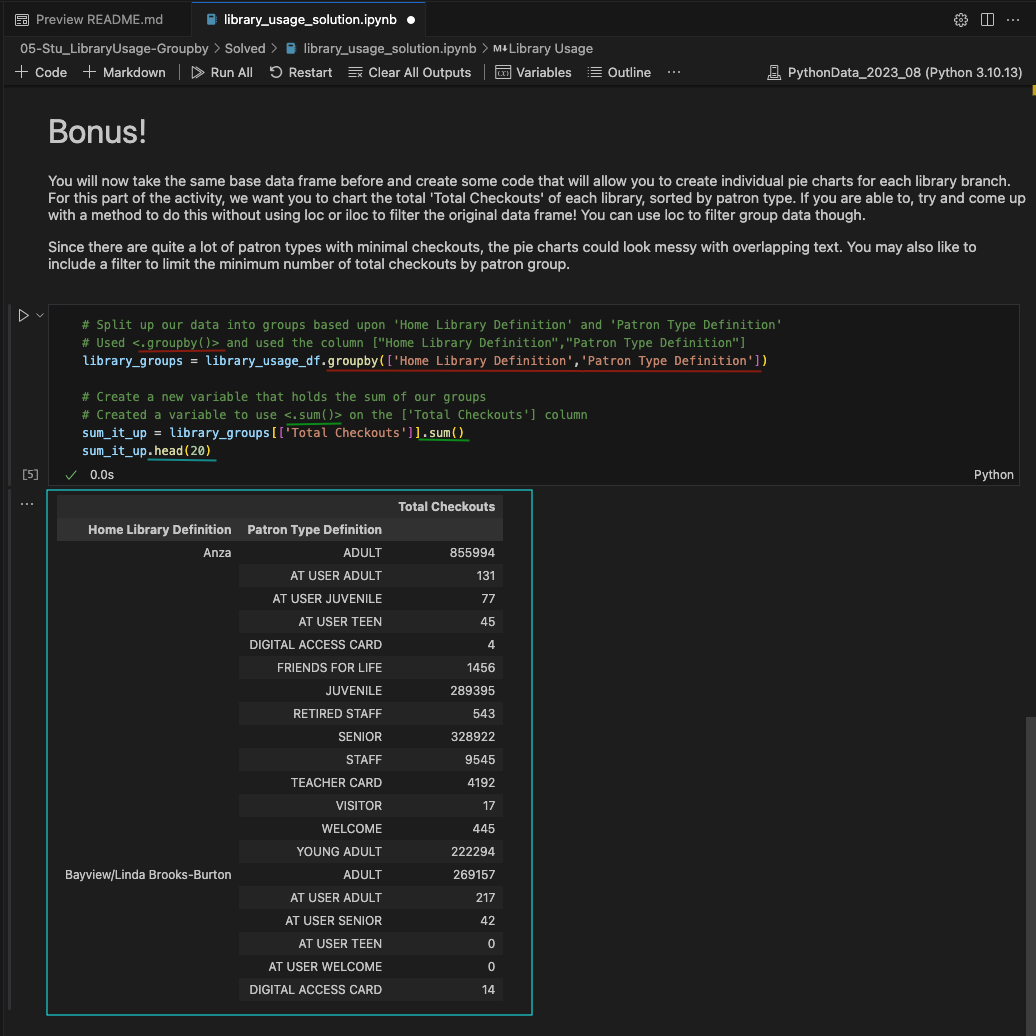 Preview README.md
library_usage_solution.ipynb
05-Stu_LibraryUsage-Groupby > Solved > library_usage_solution.ipynb > M↓Library Usage
+ Code + Markdown | Run All Restart Clear All Outputs | Variables Outline ... PythonData_2023_08 (Python 3.10.13)
Bonus!
You will now take the same base data frame before and create some code that will allow you to create individual pie charts for each library branch.
For this part of the activity, we want you to chart the total 'Total Checkouts' of each library, sorted by patron type. If you are able to, try and come up
with a method to do this without using loc or iloc to filter the original data frame! You can use loc to filter group data though.
Since there are quite a lot of patron types with minimal checkouts, the pie charts could look messy with overlapping text. You may also like to
include a filter to limit the minimum number of total checkouts by patron group.
# Split up our data into groups based upon 'Home Library Definition' and 'Patron Type Definition'
# Used <.groupby()> and used the column ["Home Library Definition","Patron Type Definition"]
library_groups = library_usage_df.groupby(['Home Library Definition','Patron Type Definition'])
# Create a new variable that holds the sum of our groups
# Created a variable to use <.sum()> on the ['Total Checkouts'] column
sum_it_up = library_groups[['Total Checkouts']].sum()
sum_it_up.head(20)
[5] ✓ 0.0s Python
...
Total Checkouts
Home Library Definition Patron Type Definition
Anza ADULT 855994
AT USER ADULT 131
AT USER JUVENILE 77
AT USER TEEN 45
DIGITAL ACCESS CARD 4
FRIENDS FOR LIFE 1456
JUVENILE 289395
RETIRED STAFF 543
SENIOR 328922
STAFF 9545
TEACHER CARD 4192
VISITOR 17
WELCOME 445
YOUNG ADULT 222294
Bayview/Linda Brooks-Burton ADULT 269157
AT USER ADULT 217
AT USER SENIOR 42
AT USER TEEN 0
AT USER WELCOME 0
DIGITAL ACCESS CARD 14